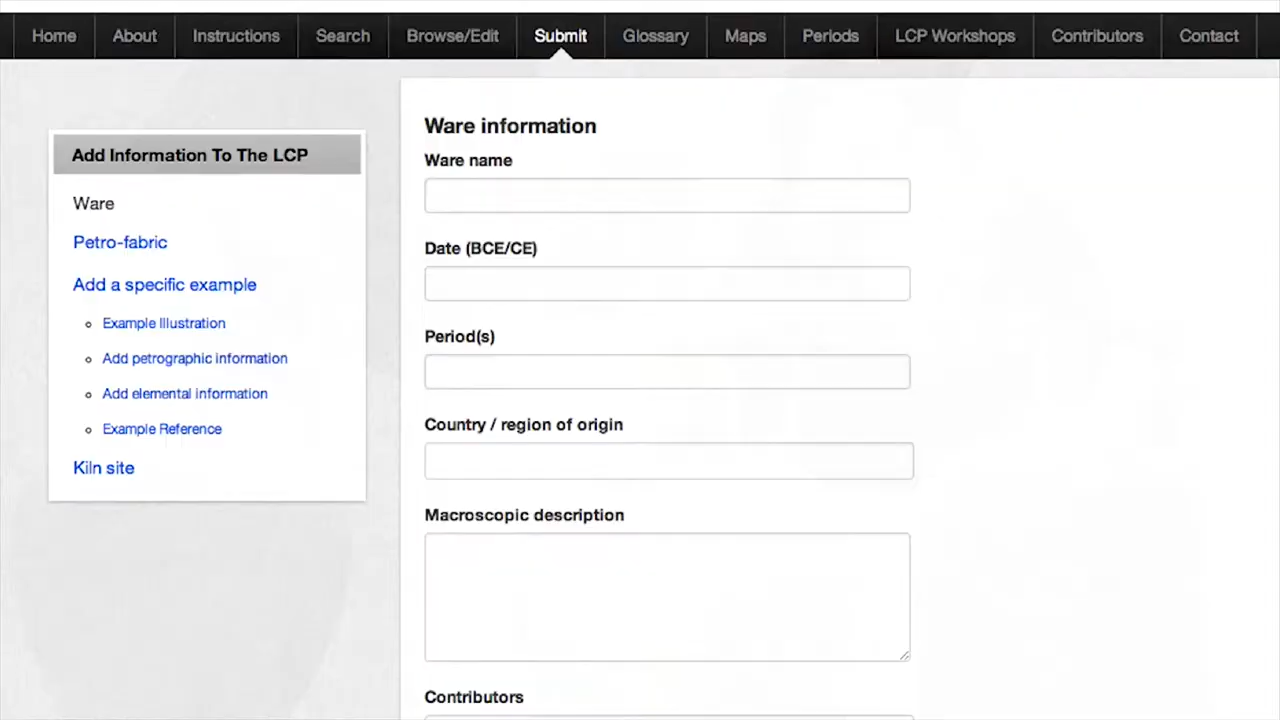 Home About Instructions Search Browse/Edit Submit Glossary Maps Periods LCP Workshops Contributors Contact
Add Information To The LCP
Ware
Petro-fabric
Add a specific example
Example Illustration
Add petrographic information
Add elemental information
Example Reference
Kiln site
Ware information
Ware name
Date (BCE/CE)
Period(s)
Country / region of origin
Macroscopic description
Contributors